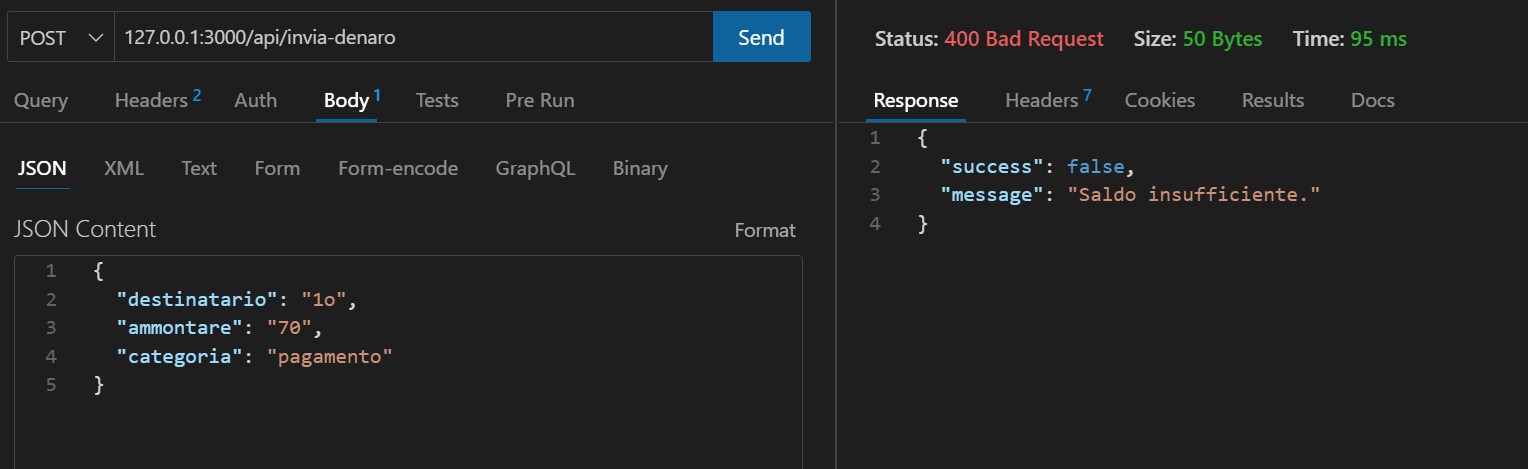 POST 127.0.0.1:3000/api/invia-denaro Send
Query Headers 2 Auth Body 1 Tests Pre Run
JSON XML Text Form Form-encode GraphQL Binary
JSON Content Format
1 {
2 "destinatario": "1o",
3 "ammontare": "70",
4 "categoria": "pagamento"
5 }
Status: 400 Bad Request Size: 50 Bytes Time: 95 ms
Response Headers 7 Cookies Results Docs
1 {
2 "success": false,
3 "message": "Saldo insufficiente."
4 }